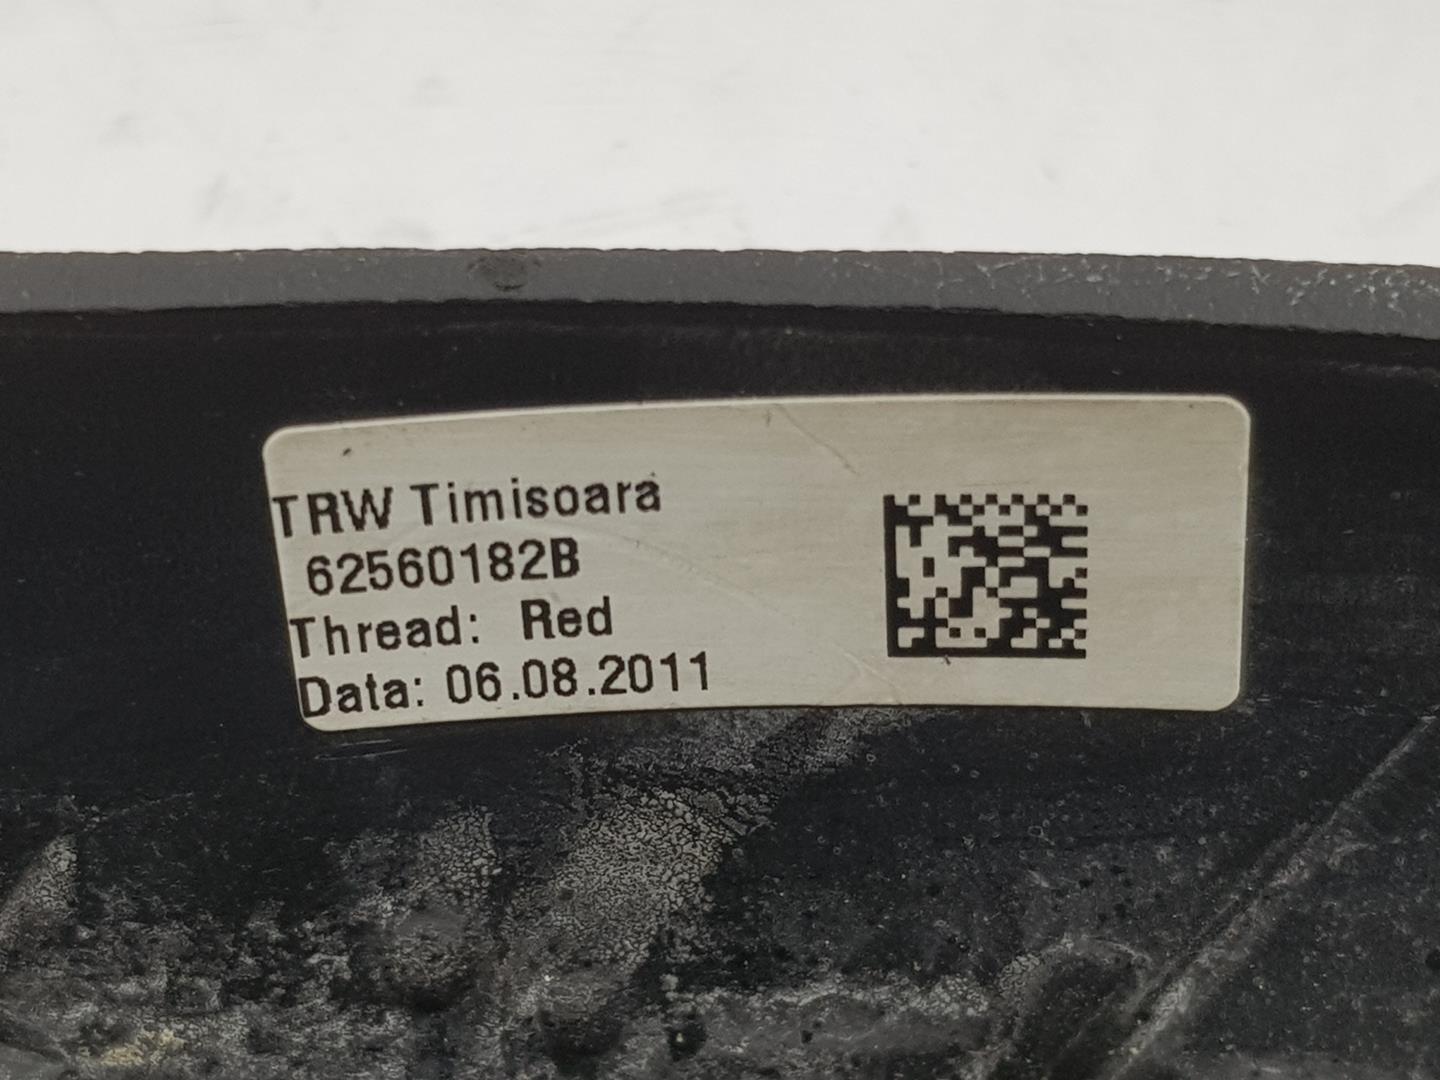 TRW Timisoara
62560182B
Thread: Red
Data: 06.08.2011